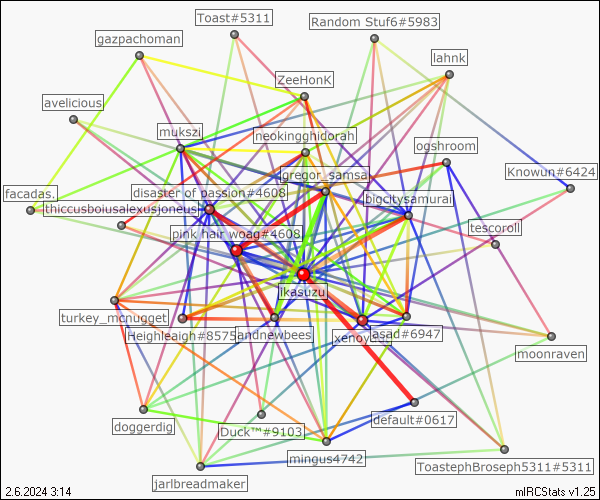 Toast#5311
Random Stuf6#5983
gazpachoman
lahnk
ZeeHonK
avelicious
mukszi
neokingghidorah
ogshroom
gregor_samsa
Knowun#6424
facadas.
disaster of passion#4608
bigcitysamurai
thiccusboiusalexusjoneus
tescoroll
pink hair woag#4608
ikasuzu
turkey_mcnugget
Heighleaigh#8575
andnewbees
asad#6947
moonraven
default#0617
doggerdig
Duck™#9103
mingus4742
ToastephBroseph5311#5311
jarlbreadmaker
2.6.2024 3:14
mIRCStats v1.25